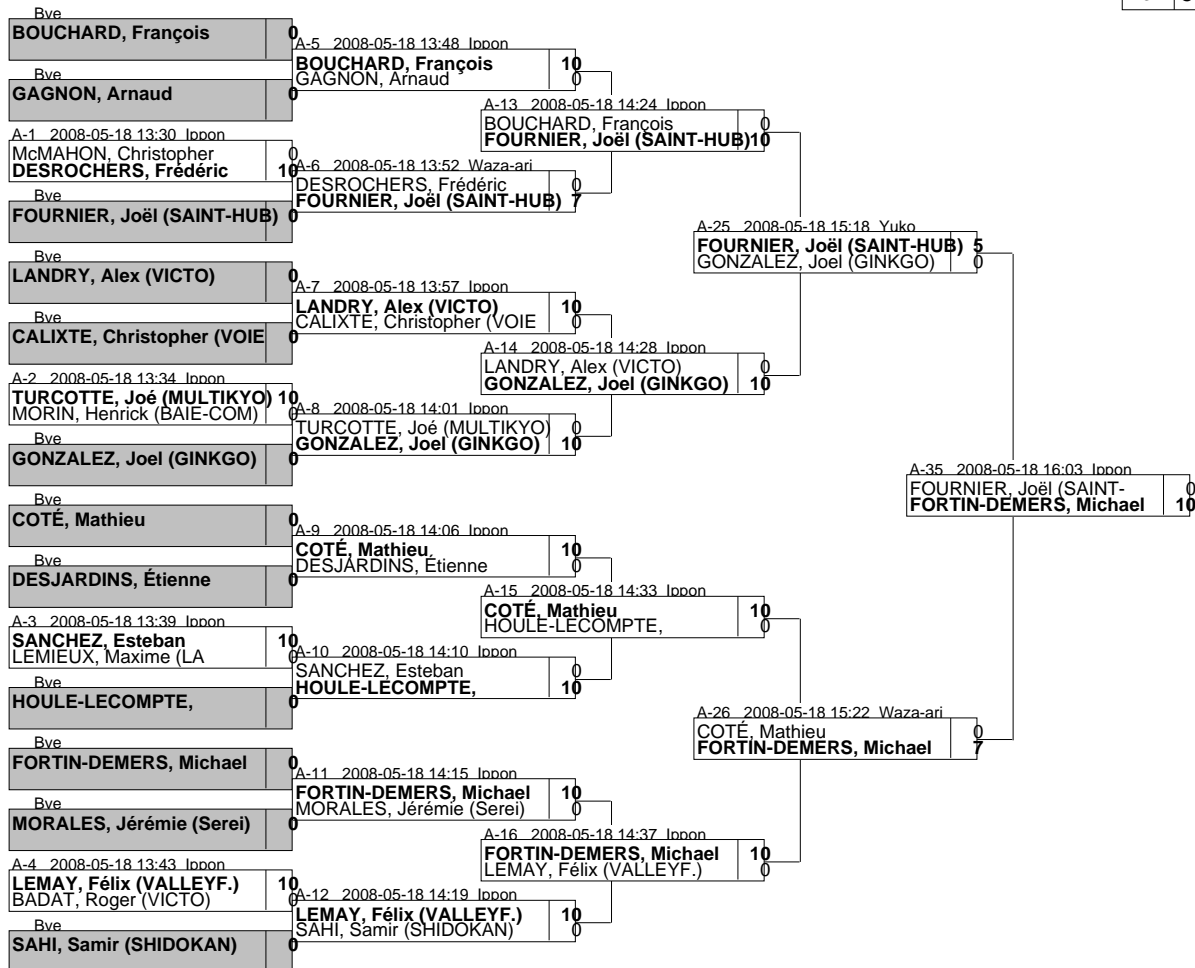 Bye
BOUCHARD, François 0
Bye
GAGNON, Arnaud 0
A-1 2008-05-18 13:30 Ippon
McMAHON, Christopher 0
DESROCHERS, Frédéric 10
Bye
FOURNIER, Joël (SAINT-HUB) 0
Bye
LANDRY, Alex (VICTO) 0
Bye
CALIXTE, Christopher (VOIE 0
A-2 2008-05-18 13:34 Ippon
TURCOTTE, Joé (MULTIKYO) 10
MORIN, Henrick (BAIE-COM) 0
Bye
GONZALEZ, Joel (GINKGO) 0
Bye
COTÉ, Mathieu 0
Bye
DESJARDINS, Étienne 0
A-3 2008-05-18 13:39 Ippon
SANCHEZ, Esteban 10
LEMIEUX, Maxime (LA 0
Bye
HOULE-LECOMPTE, 0
Bye
FORTIN-DEMERS, Michael 0
Bye
MORALES, Jérémie (Serei) 0
A-4 2008-05-18 13:43 Ippon
LEMAY, Félix (VALLEYF.) 10
BADAT, Roger (VICTO) 0
Bye
SAHI, Samir (SHIDOKAN) 0
A-5 2008-05-18 13:48 Ippon
BOUCHARD, François 10
GAGNON, Arnaud 0
A-6 2008-05-18 13:52 Waza-ari
DESROCHERS, Frédéric 0
FOURNIER, Joël (SAINT-HUB) 7
A-7 2008-05-18 13:57 Ippon
LANDRY, Alex (VICTO) 10
CALIXTE, Christopher (VOIE 0
A-8 2008-05-18 14:01 Ippon
TURCOTTE, Joé (MULTIKYO) 0
GONZALEZ, Joel (GINKGO) 10
A-9 2008-05-18 14:06 Ippon
COTÉ, Mathieu 10
DESJARDINS, Étienne 0
A-10 2008-05-18 14:10 Ippon
SANCHEZ, Esteban 0
HOULE-LECOMPTE, 10
A-11 2008-05-18 14:15 Ippon
FORTIN-DEMERS, Michael 10
MORALES, Jérémie (Serei) 0
A-12 2008-05-18 14:19 Ippon
LEMAY, Félix (VALLEYF.) 10
SAHI, Samir (SHIDOKAN) 0
A-13 2008-05-18 14:24 Ippon
BOUCHARD, François 0
FOURNIER, Joël (SAINT-HUB) 10
A-14 2008-05-18 14:28 Ippon
LANDRY, Alex (VICTO) 0
GONZALEZ, Joel (GINKGO) 10
A-15 2008-05-18 14:33 Ippon
COTÉ, Mathieu 10
HOULE-LECOMPTE, 0
A-16 2008-05-18 14:37 Ippon
FORTIN-DEMERS, Michael 10
LEMAY, Félix (VALLEYF.) 0
A-25 2008-05-18 15:18 Yuko
FOURNIER, Joël (SAINT-HUB) 5
GONZALEZ, Joel (GINKGO) 0
A-26 2008-05-18 15:22 Waza-ari
COTÉ, Mathieu 0
FORTIN-DEMERS, Michael 7
A-35 2008-05-18 16:03 Ippon
FOURNIER, Joël (SAINT- 0
FORTIN-DEMERS, Michael 10